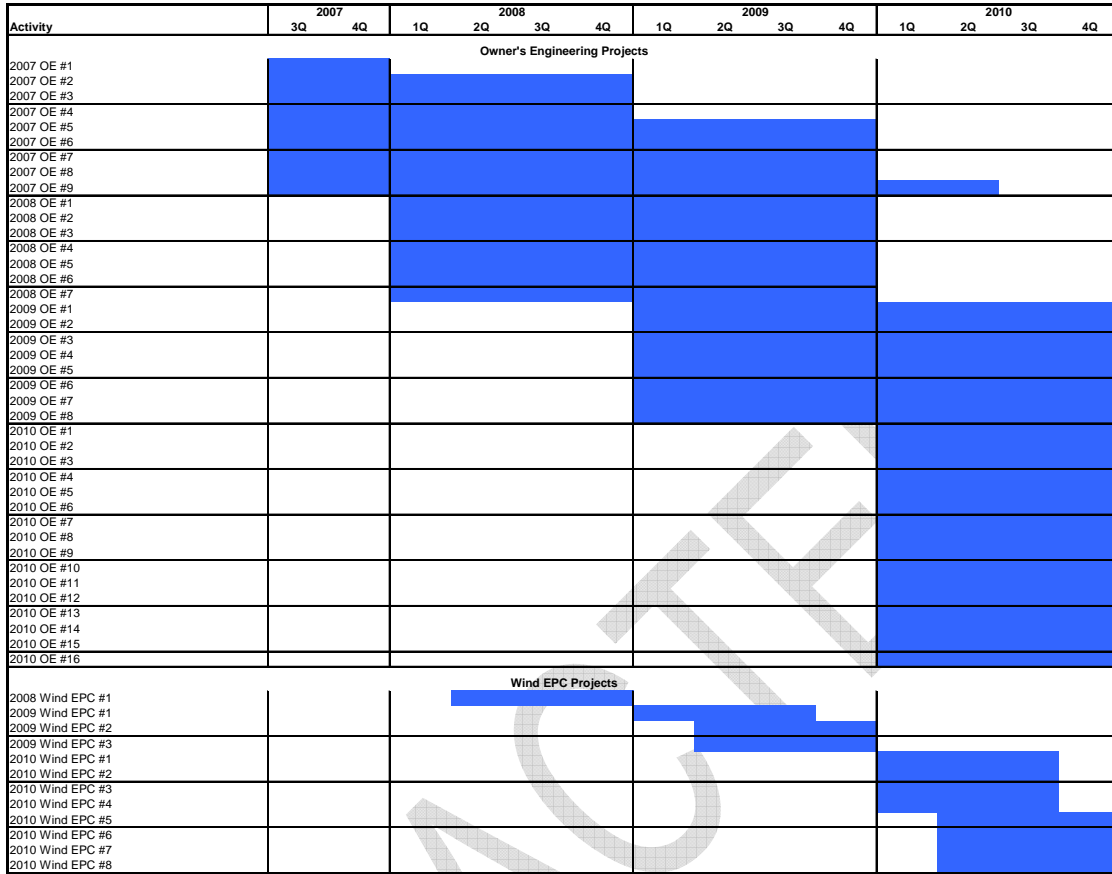 2007 2008 2009 2010
Activity 3Q 4Q 1Q 2Q 3Q 4Q 1Q 2Q 3Q 4Q 1Q 2Q 3Q 4Q
Owner's Engineering Projects
2007 OE #1
2007 OE #2
2007 OE #3
2007 OE #4
2007 OE #5
2007 OE #6
2007 OE #7
2007 OE #8
2007 OE #9
2008 OE #1
2008 OE #2
2008 OE #3
2008 OE #4
2008 OE #5
2008 OE #6
2008 OE #7
2009 OE #1
2009 OE #2
2009 OE #3
2009 OE #4
2009 OE #5
2009 OE #6
2009 OE #7
2009 OE #8
2010 OE #1
2010 OE #2
2010 OE #3
2010 OE #4
2010 OE #5
2010 OE #6
2010 OE #7
2010 OE #8
2010 OE #9
2010 OE #10
2010 OE #11
2010 OE #12
2010 OE #13
2010 OE #14
2010 OE #15
2010 OE #16
Wind EPC Projects
2008 Wind EPC #1
2009 Wind EPC #1
2009 Wind EPC #2
2009 Wind EPC #3
2010 Wind EPC #1
2010 Wind EPC #2
2010 Wind EPC #3
2010 Wind EPC #4
2010 Wind EPC #5
2010 Wind EPC #6
2010 Wind EPC #7
2010 Wind EPC #8